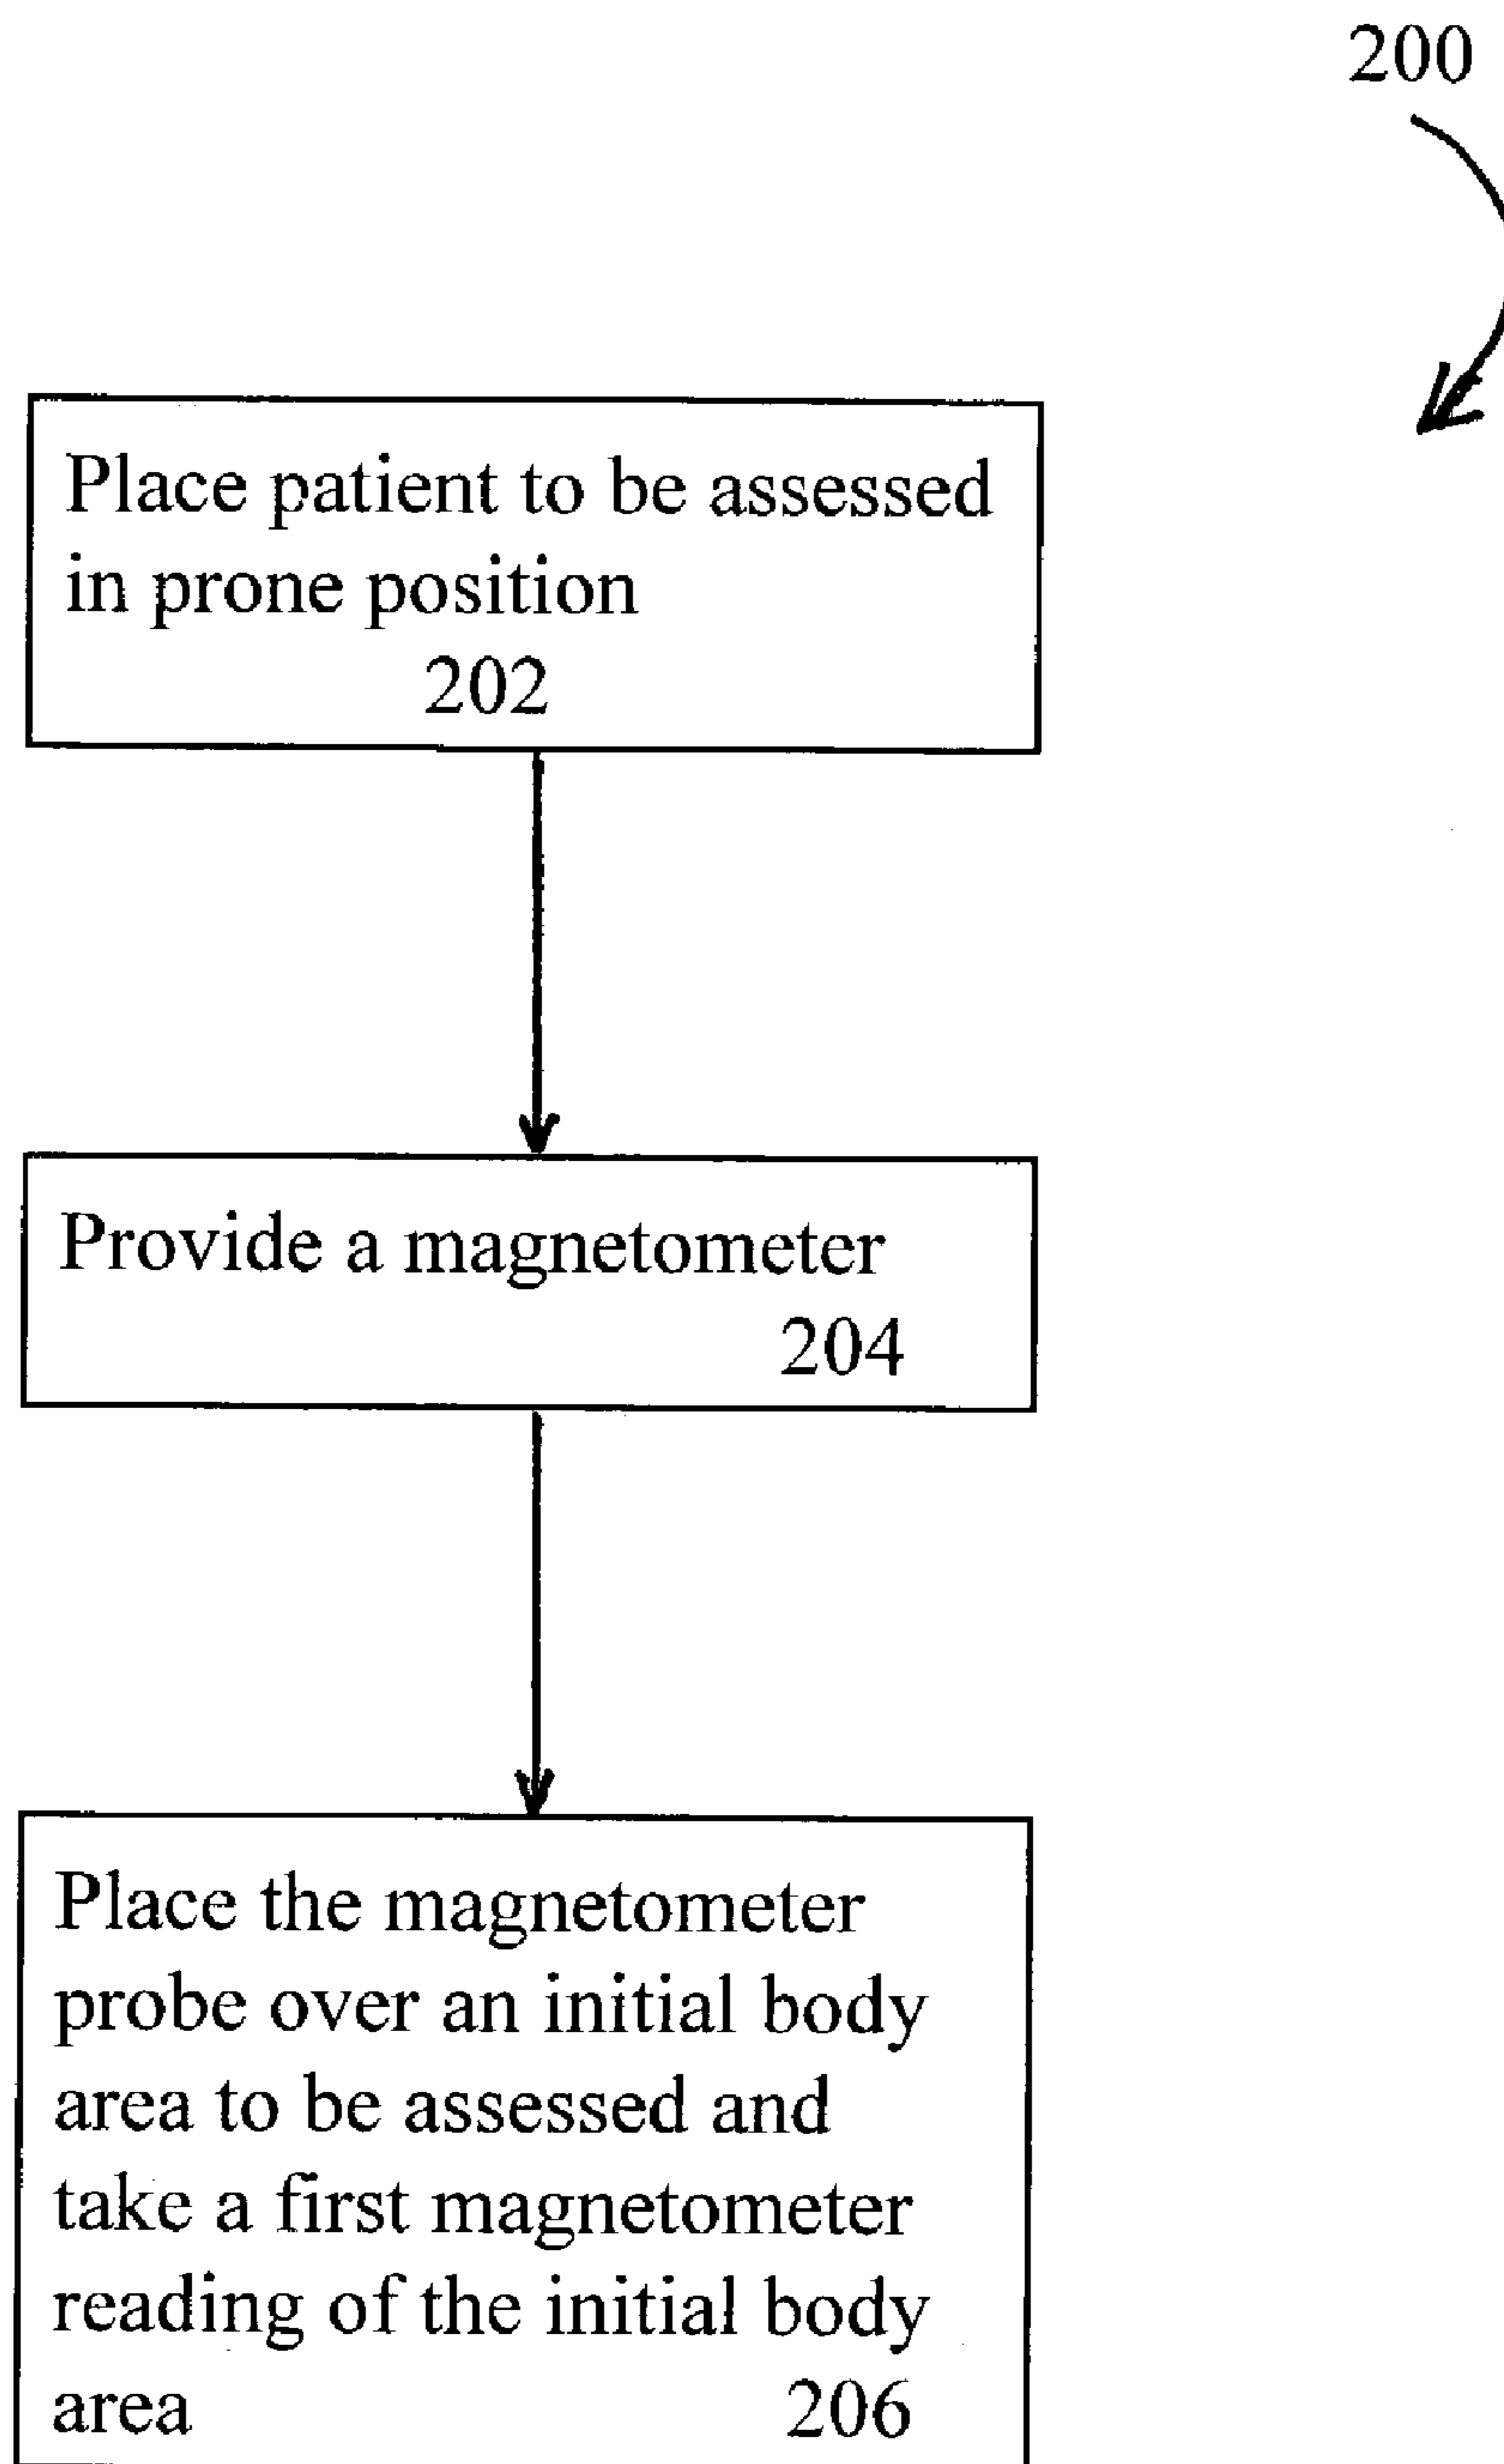 200
Place patient to be assessed
in prone position
202
Provide a magnetometer
204
Place the magnetometer
probe over an initial body
area to be assessed and
take a first magnetometer
reading of the initial body
area 206